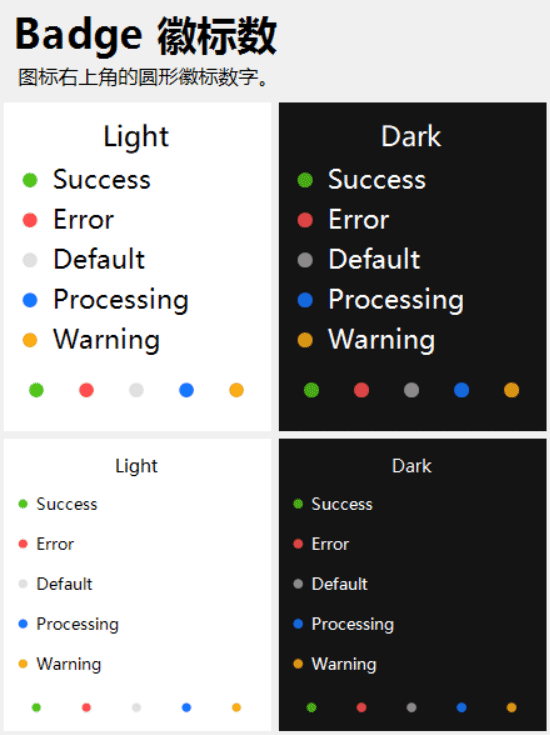 Badge 徽标数
图标右上角的圆形徽标数字。
Light
Success
Error
Default
Processing
Warning
Dark
Success
Error
Default
Processing
Warning
Light
Success
Error
Default
Processing
Warning
Dark
Success
Error
Default
Processing
Warning